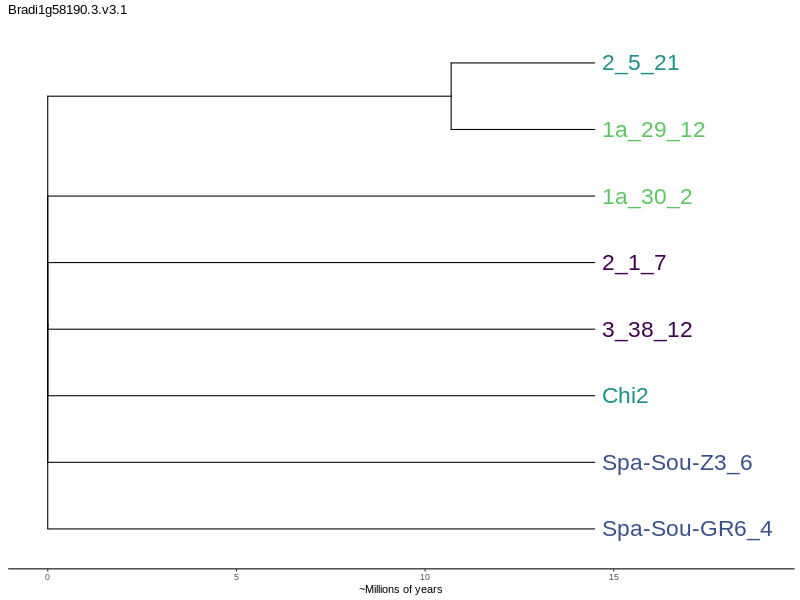 Bradi1g58190.3.v3.1
2_5_21
1a_29_12
1a_30_2
2_1_7
3_38_12
Chi2
Spa-Sou-Z3_6
Spa-Sou-GR6_4
0 5 10 15
~Millions of years